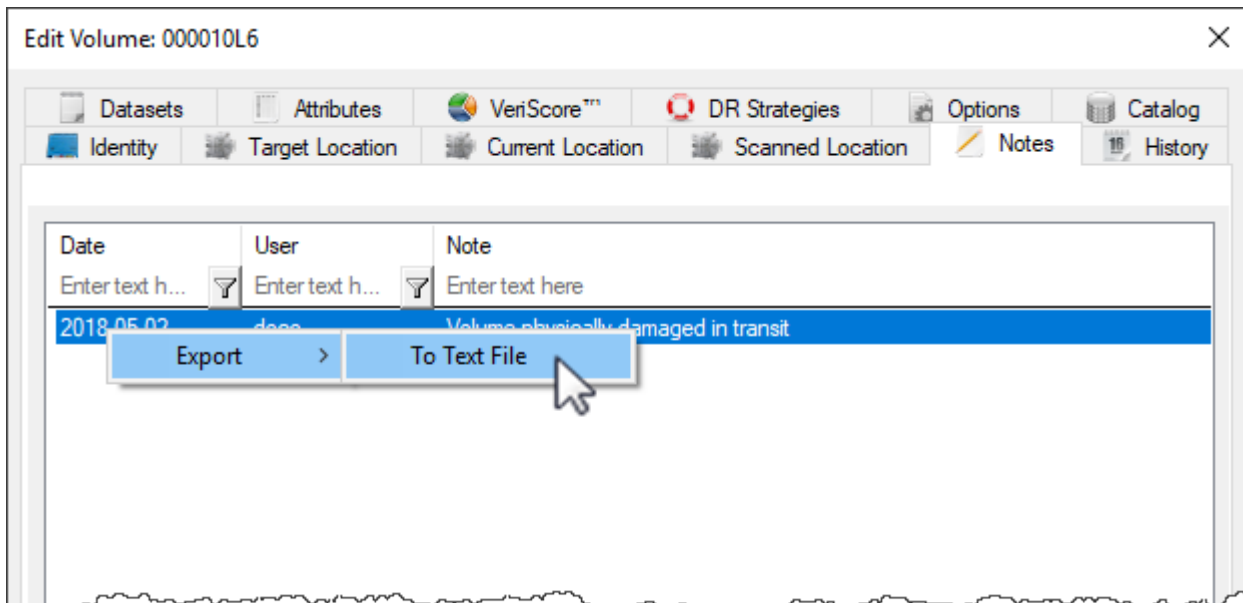 Edit Volume: 000010L6
Datasets Attributes VeriScore™ DR Strategies Options Catalog
Identity Target Location Current Location Scanned Location Notes 16 History
Date User Note
Enter text h... Enter text h... Enter text here
2018-05-02 Volume physically damaged in transit
Export > To Text File